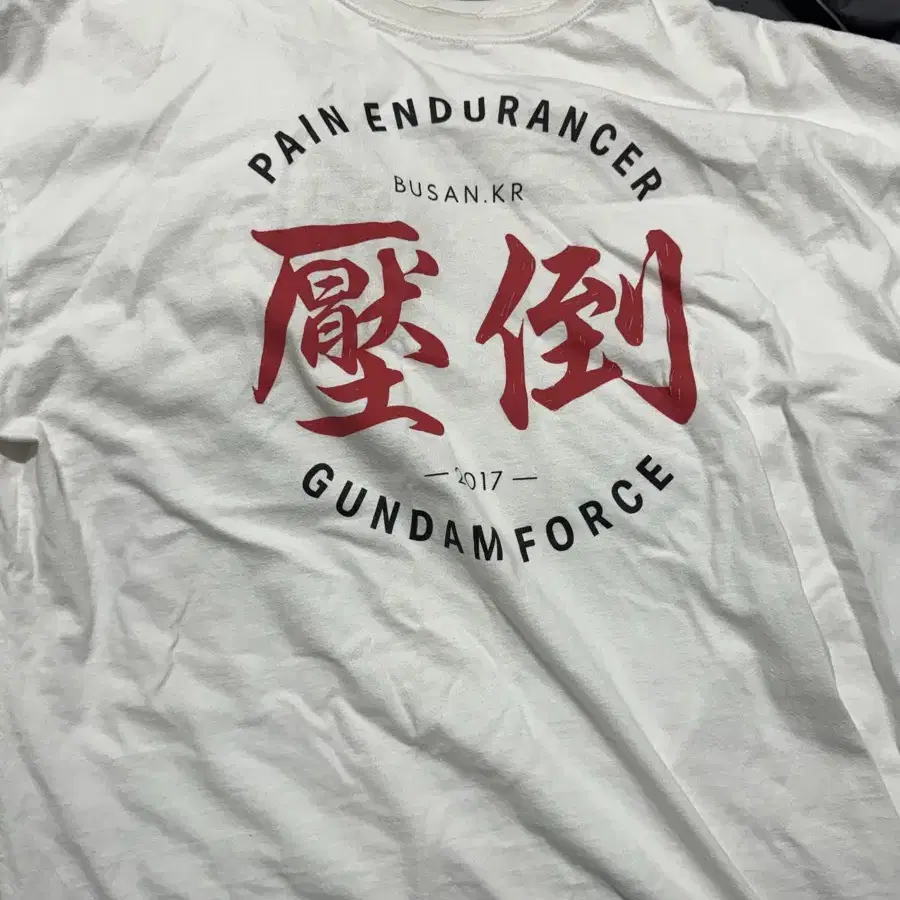 PAIN ENDURANCER
BUSAN.KR
壓倒
2017
GUNDAM FORCE